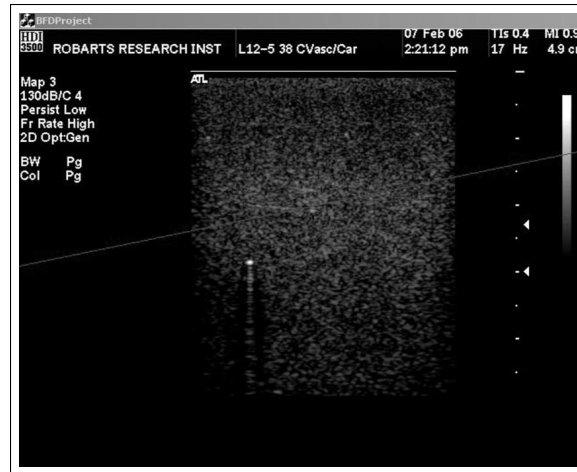 BFDProject
HDI 3500 ROBARTS RESEARCH INST L12-5 38 CVasc/Car 07 Feb 06 2:21:12 pm TIs 0.4 17 Hz MI 0.9 4.9 c
ATL
Map 3
130dB/C 4
Persist Low
Fr Rate High
2D Opt:Gen
BW Pg
Col Pg